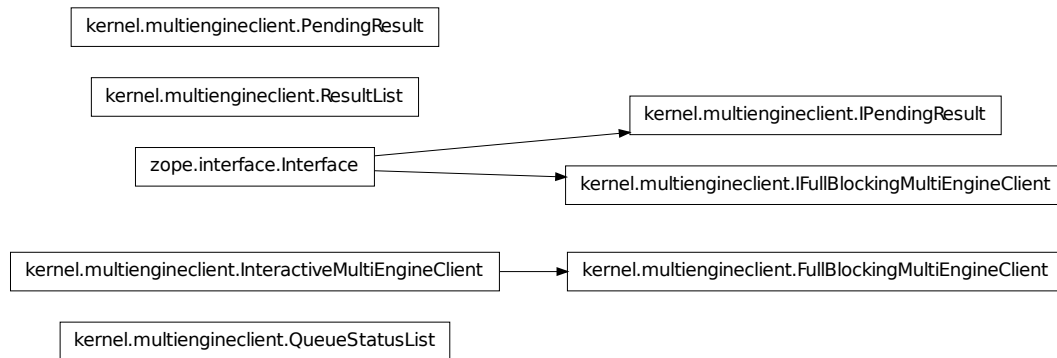 kernel.multiengineclient.PendingResult
kernel.multiengineclient.ResultList
kernel.multiengineclient.IPendingResult
zope.interface.Interface
kernel.multiengineclient.IFullBlockingMultiEngineClient
kernel.multiengineclient.InteractiveMultiEngineClient
kernel.multiengineclient.FullBlockingMultiEngineClient
kernel.multiengineclient.QueueStatusList